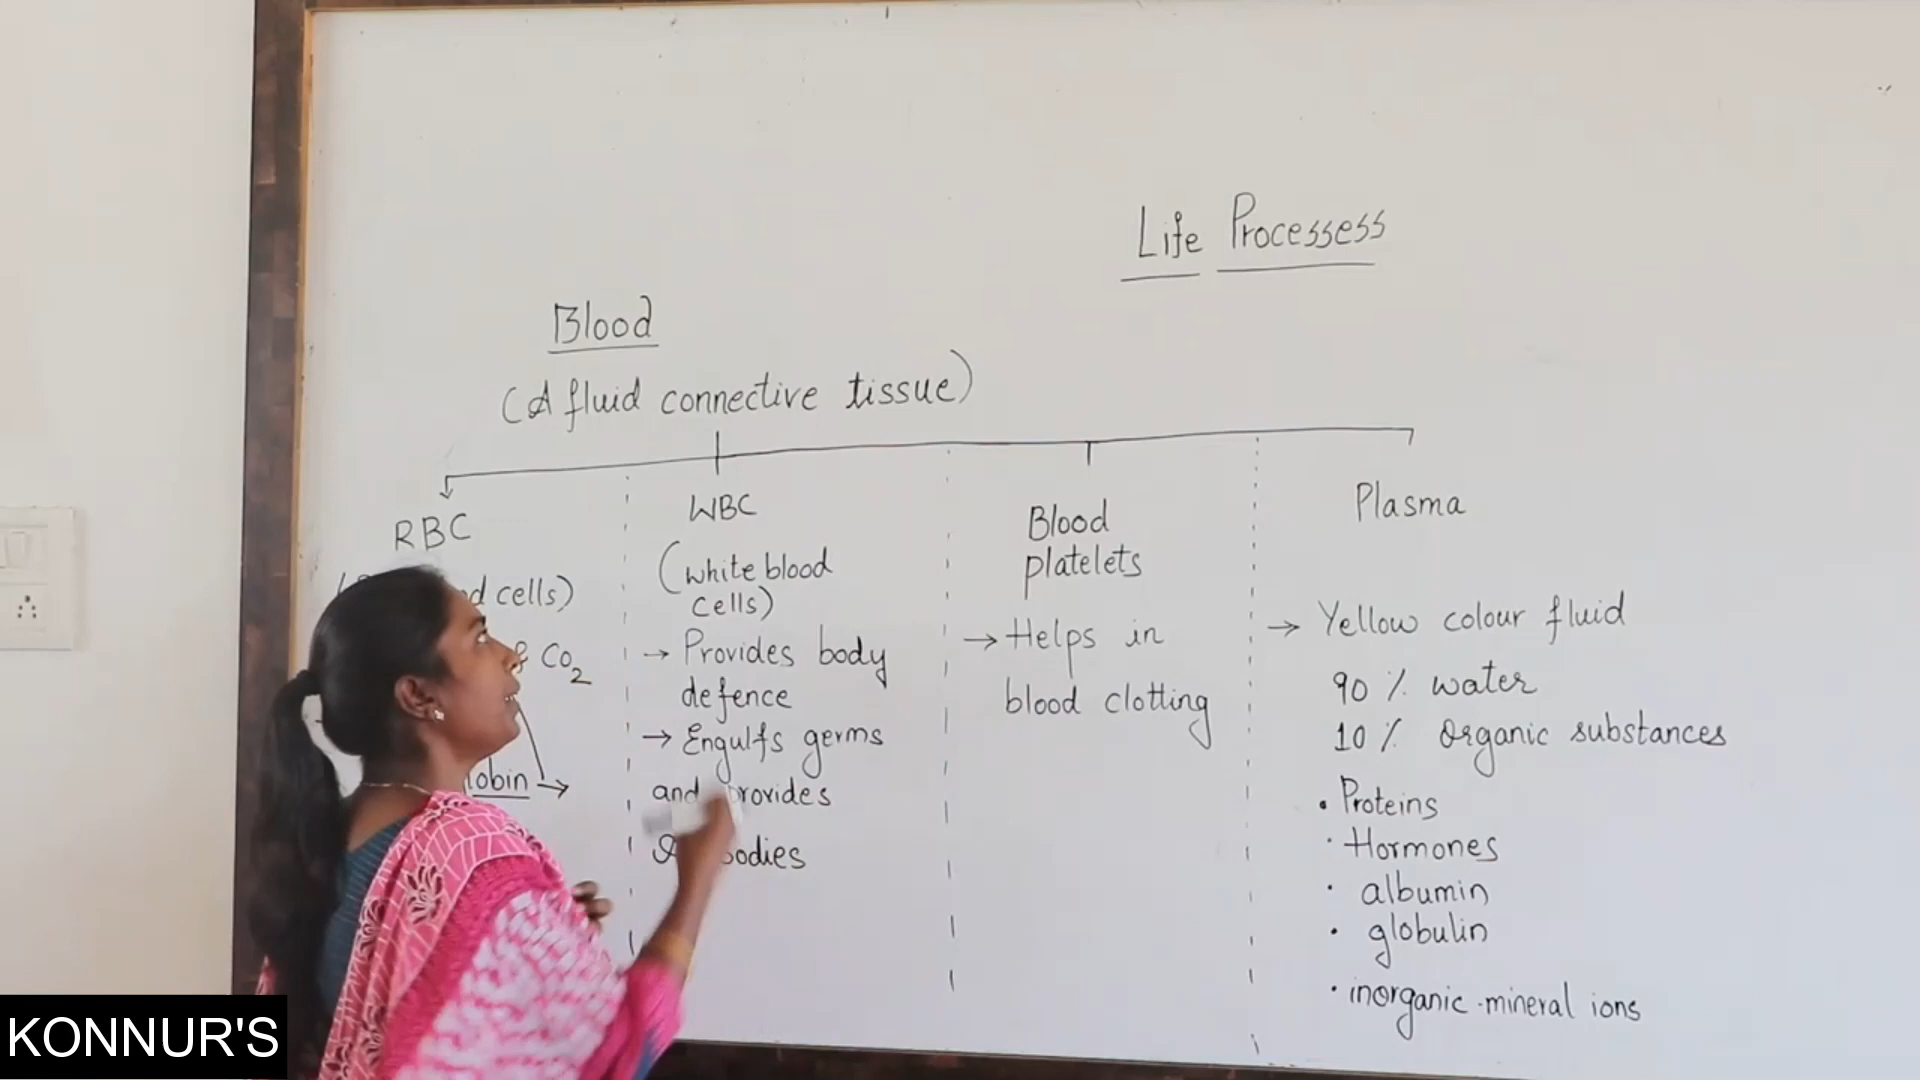 Life Processess
Blood
(A fluid connective tissue)
RBC
cells)
CO2
WBC
(white blood
cells)
→ Provides body
defence
→ Engulfs germs
and provides
Blood
platelets
→ Helps in
blood clotting
Plasma
→ Yellow colour fluid
90 % water
10 % Organic substances
• Proteins
• Hormones
• albumin
• globulin
• inorganic mineral ions
KONNUR'S